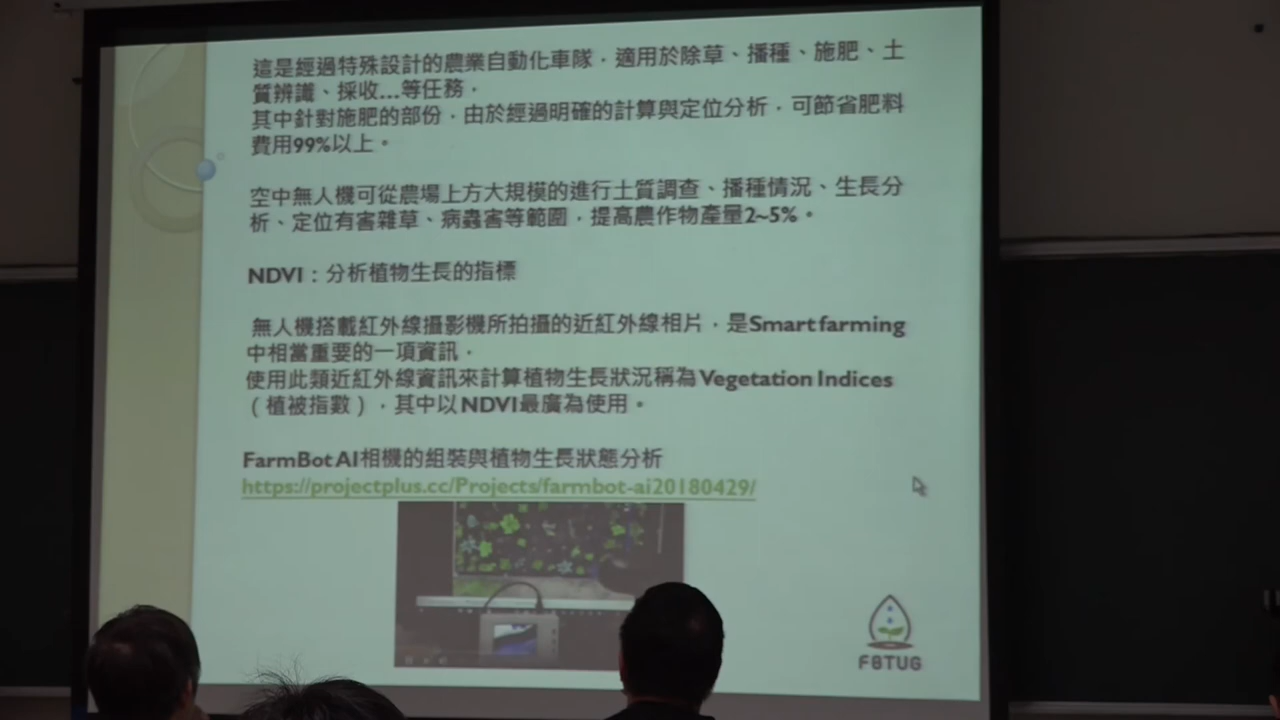 這是經過特殊設計的農業自動化車隊，適用於除草、播種、施肥、土
質辨識、採收...等任務，
其中針對施肥的部份，由於經過明確的計算與定位分析，可節省肥料
費用99%以上。
空中無人機可從農場上方大規模的進行土質調查、播種情況、生長分
析、定位有害雜草、病蟲害等範圍，提高農作物產量2~5%。
NDVI：分析植物生長的指標
無人機搭載紅外線攝影機所拍攝的近紅外線相片，是Smart farming
中相當重要的一項資訊，
使用此類近紅外線資訊來計算植物生長狀況稱為Vegetation Indices
（植被指數），其中以NDVI最廣為使用。
FarmBot AI相機的組裝與植物生長狀態分析
https://projectplus.cc/Projects/farmbot-ai20180429/
FBTUG